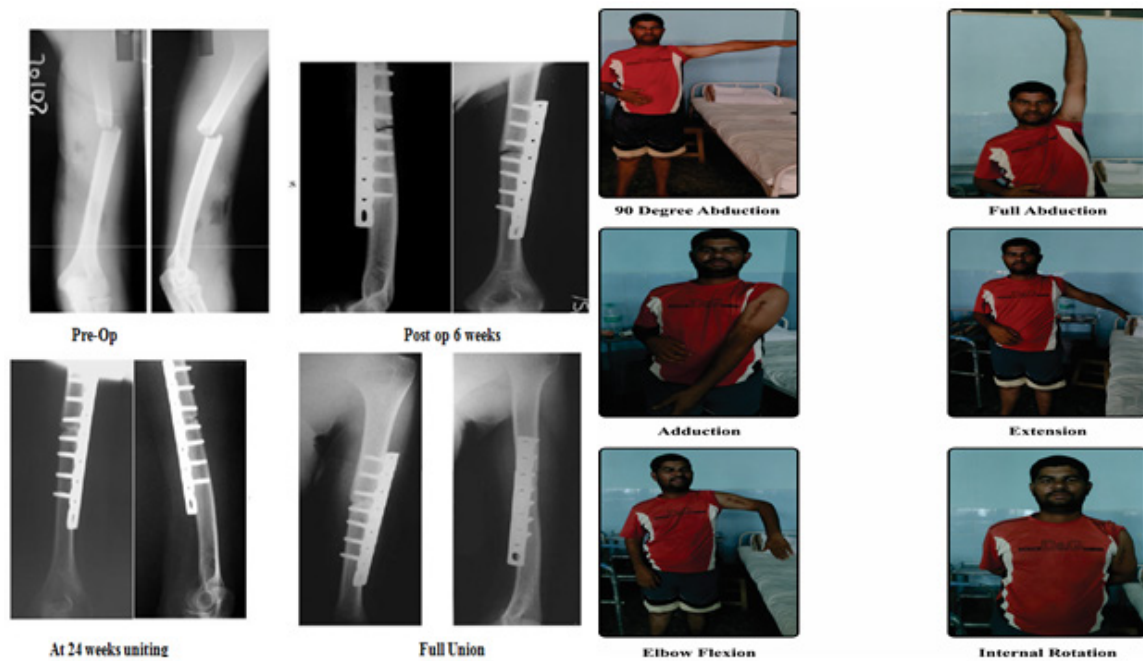 2010L
Pre-Op
Post op 6 weeks
At 24 weeks uniting
Full Union
90 Degree Abduction
Full Abduction
Adduction
Extension
Elbow Flexion
Internal Rotation